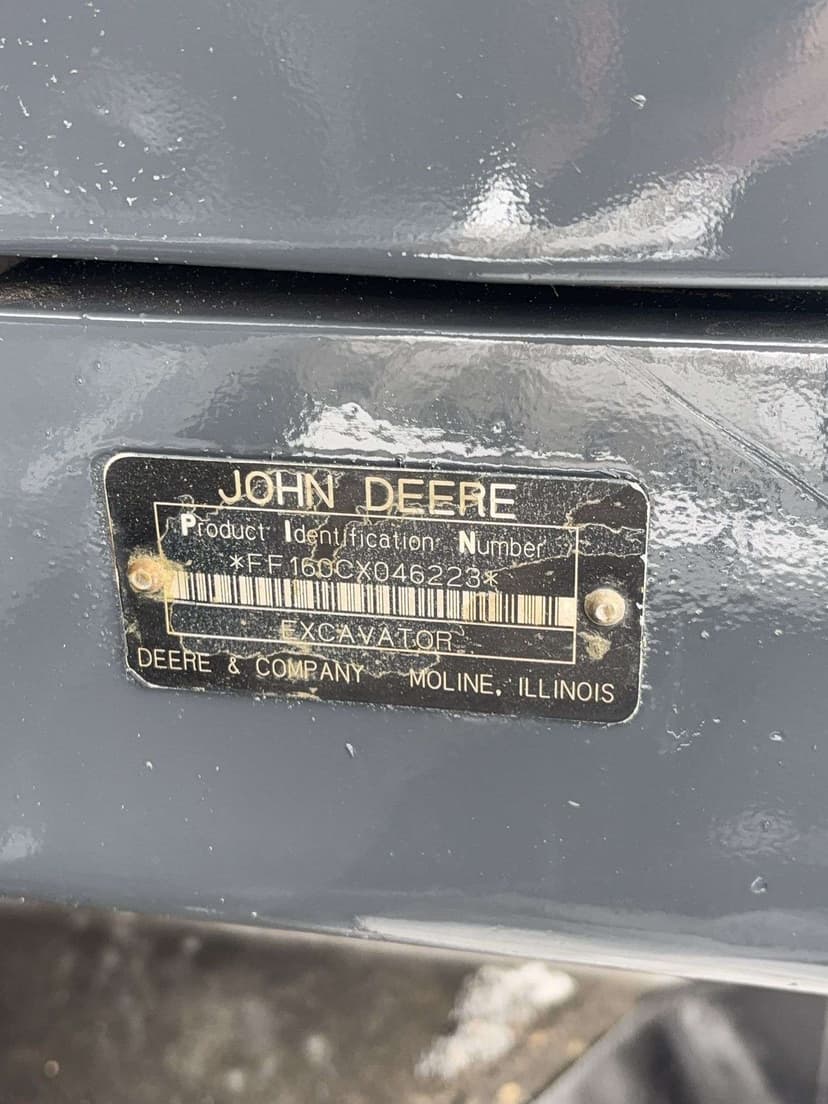 JOHN DEERE
Product Identification Number
*FF160CX046223*
EXCAVATOR
DEERE & COMPANY MOLINE, ILLINOIS